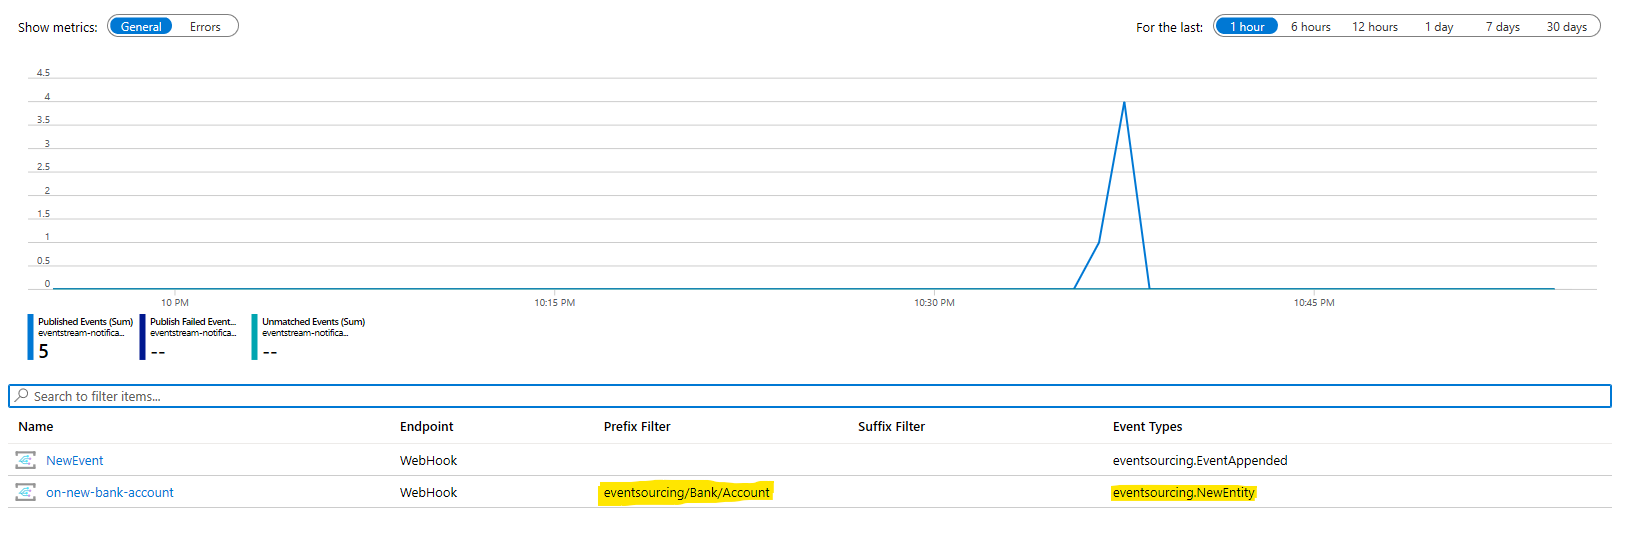 Show metrics: General Errors For the last: 1 hour 6 hours 12 hours 1 day 7 days 30 days
4.5
4
3.5
3
2.5
2
1.5
1
0.5
0
10 PM 10:15 PM 10:30 PM 10:45 PM
Published Events (Sum) Publish Failed Event... Unmatched Events (Sum)
eventstream-notifica... eventstream-notifica... eventstream-notifica...
5 -- --
Search to filter items...
Name Endpoint Prefix Filter Suffix Filter Event Types
NewEvent WebHook eventsourcing.EventAppended
on-new-bank-account WebHook eventsourcing/Bank/Account eventsourcing.NewEntity